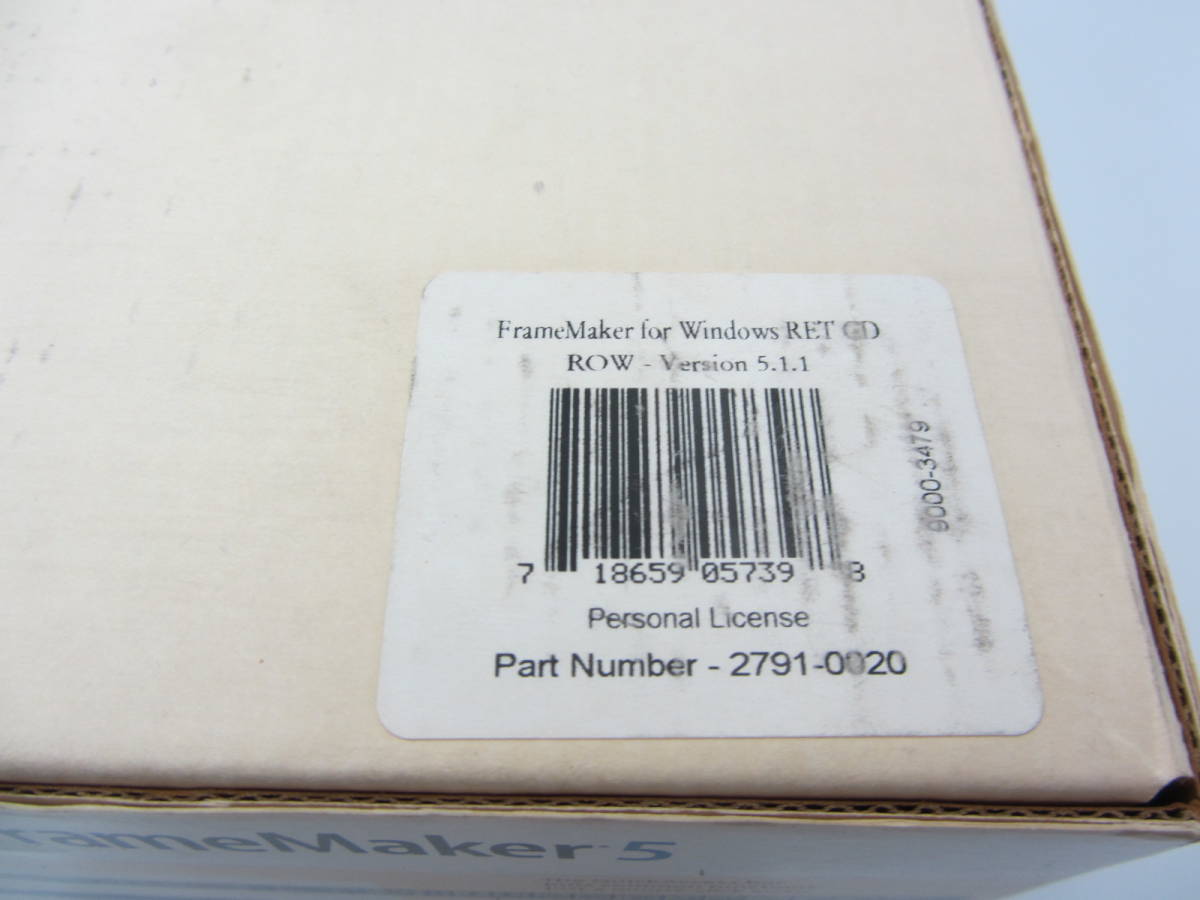 FrameMaker for Windows RET CD
ROW - Version 5.1.1
9000-3479
7 18659 05739 8
Personal License
Part Number - 2791-0020
FrameMaker 5